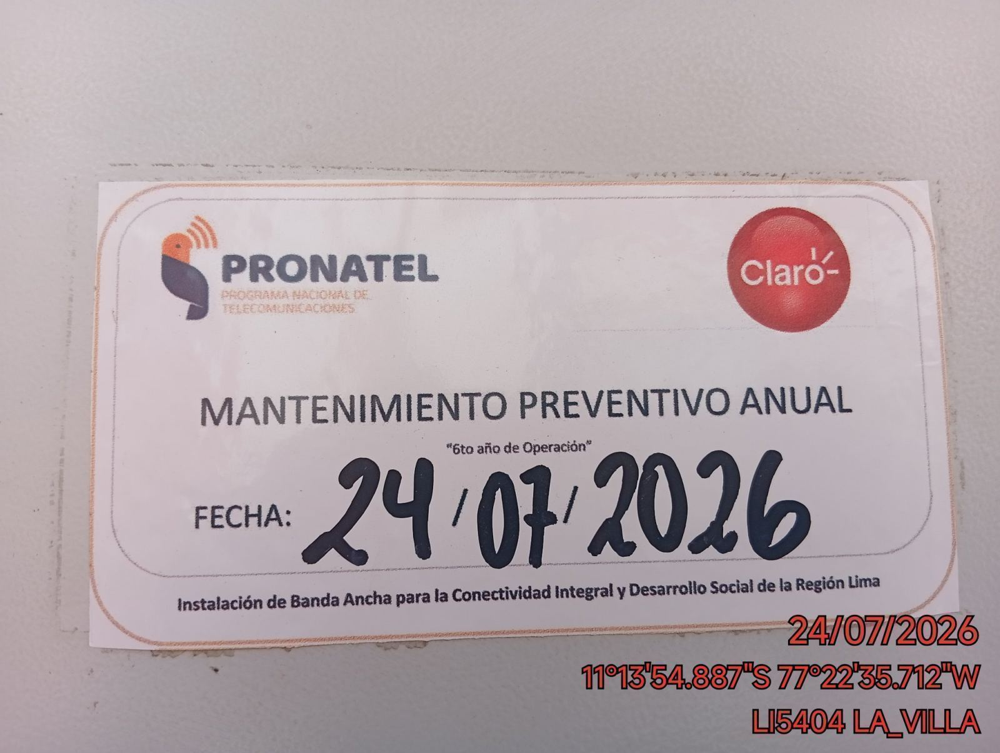 PRONATEL
PROGRAMA NACIONAL DE
TELECOMUNICACIONES
Claro
MANTENIMIENTO PREVENTIVO ANUAL
"6to año de Operación"
FECHA: 24/07/2026
Instalación de Banda Ancha para la Conectividad Integral y Desarrollo Social de la Región Lima
24/07/2026
11°13'54.887"S 77°22'35.712"W
LI5404 LA_VILLA